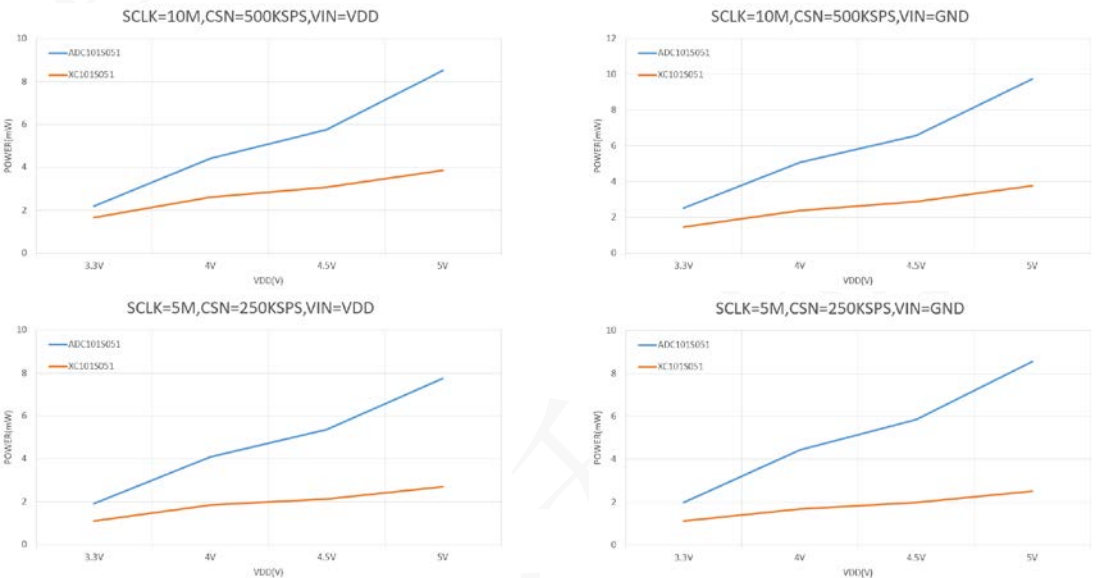 SCLK=10M,CSN=500KSPS,VIN=VDD
10
8
6
4
2
0
POWER(mW)
ADC101S051
XC101S051
3.3V 4V 4.5V 5V
VDD(V)
SCLK=10M,CSN=500KSPS,VIN=GND
12
10
8
6
4
2
0
POWER(mW)
ADC101S051
XC101S051
3.3V 4V 4.5V 5V
VDD(V)
SCLK=5M,CSN=250KSPS,VIN=VDD
10
8
6
4
2
0
POWER(mW)
ADC101S051
XC101S051
3.3V 4V 4.5V 5V
VDD(V)
SCLK=5M,CSN=250KSPS,VIN=GND
10
8
6
4
2
0
POWER(mW)
ADC101S051
XC101S051
3.3V 4V 4.5V 5V
VDD(V)